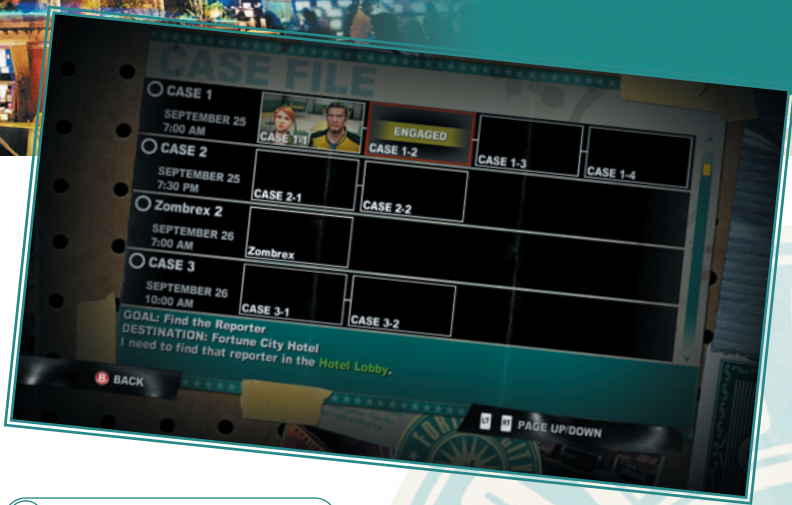 CASE FILE
CASE 1
SEPTEMBER 25
7:00 AM
CASE 1-1
ENGAGED
CASE 1-2
CASE 1-3
CASE 1-4
CASE 2
SEPTEMBER 25
7:30 PM
CASE 2-1
CASE 2-2
Zombrex 2
SEPTEMBER 26
7:00 AM
Zombrex
CASE 3
SEPTEMBER 26
10:00 AM
CASE 3-1
CASE 3-2
GOAL: Find the Reporter
DESTINATION: Fortune City Hotel
I need to find that reporter in the Hotel Lobby.
B BACK
LT RT PAGE UP/DOWN